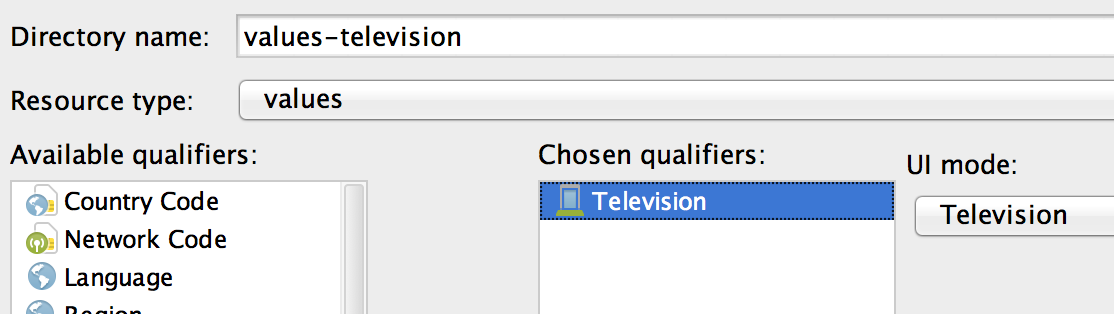 Directory name: values-television
Resource type: values
Available qualifiers:
Chosen qualifiers:
UI mode:
Country Code
Network Code
Language
Region
Television
Television